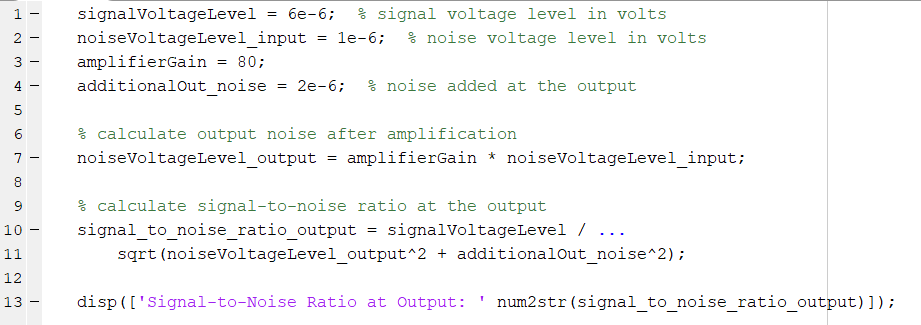 1 – signalVoltageLevel = 6e-6;  % signal voltage level in volts
2 – noiseVoltageLevel_input = 1e-6;  % noise voltage level in volts
3 – amplifierGain = 80;
4 – additionalOut_noise = 2e-6;  % noise added at the output
5
6 % calculate output noise after amplification
7 – noiseVoltageLevel_output = amplifierGain * noiseVoltageLevel_input;
8
9 % calculate signal-to-noise ratio at the output
10 – signal_to_noise_ratio_output = signalVoltageLevel / ...
11     sqrt(noiseVoltageLevel_output^2 + additionalOut_noise^2);
12
13 – disp(['Signal-to-Noise Ratio at Output: ' num2str(signal_to_noise_ratio_output)]);